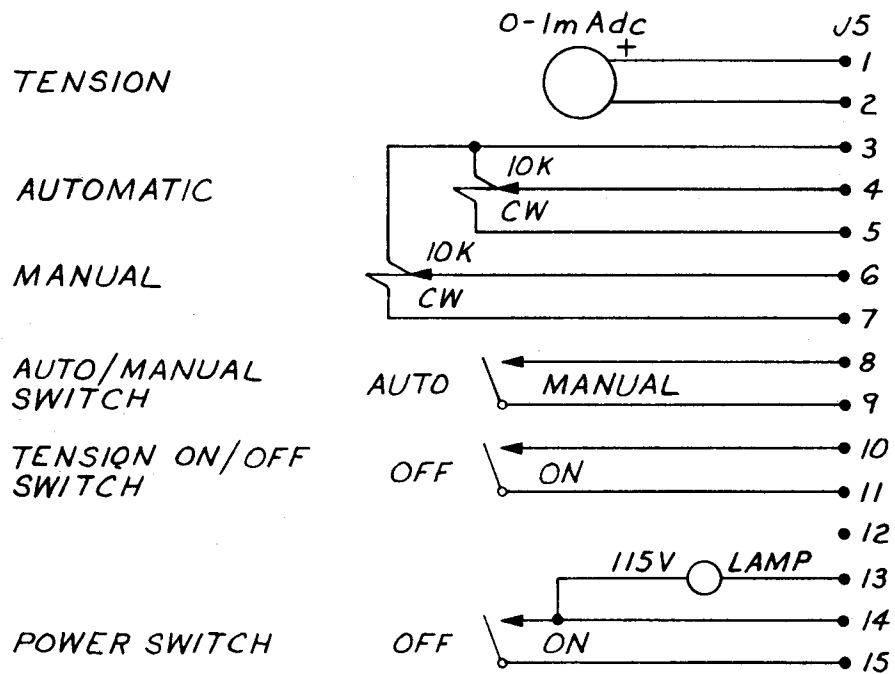 0-1mAdc J5
+ 1
TENSION
2
3
10K
AUTOMATIC 4
CW
5
10K
MANUAL 6
CW
7
8
AUTO/MANUAL
SWITCH
AUTO MANUAL
9
10
TENSION ON/OFF
SWITCH
OFF ON
11
12
115V LAMP 13
14
POWER SWITCH OFF ON
15